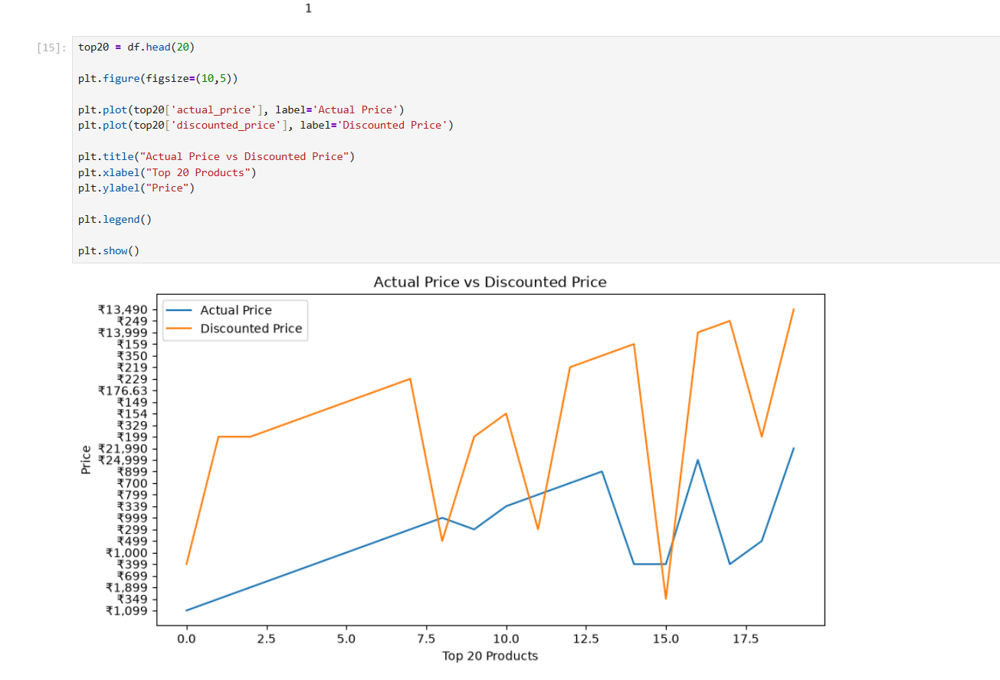 1
[15]:
top20 = df.head(20)
plt.figure(figsize=(10,5))
plt.plot(top20['actual_price'], label='Actual Price')
plt.plot(top20['discounted_price'], label='Discounted Price')
plt.title("Actual Price vs Discounted Price")
plt.xlabel("Top 20 Products")
plt.ylabel("Price")
plt.legend()
plt.show()
Actual Price vs Discounted Price
Actual Price
Discounted Price
₹13,490
₹249
₹13,999
₹159
₹350
₹219
₹229
₹176.63
₹149
₹154
₹329
₹199
₹21,990
₹24,999
₹899
₹700
₹799
₹339
₹999
₹299
₹499
₹1,000
₹399
₹699
₹1,899
₹349
₹1,099
Price
0.0 2.5 5.0 7.5 10.0 12.5 15.0 17.5
Top 20 Products